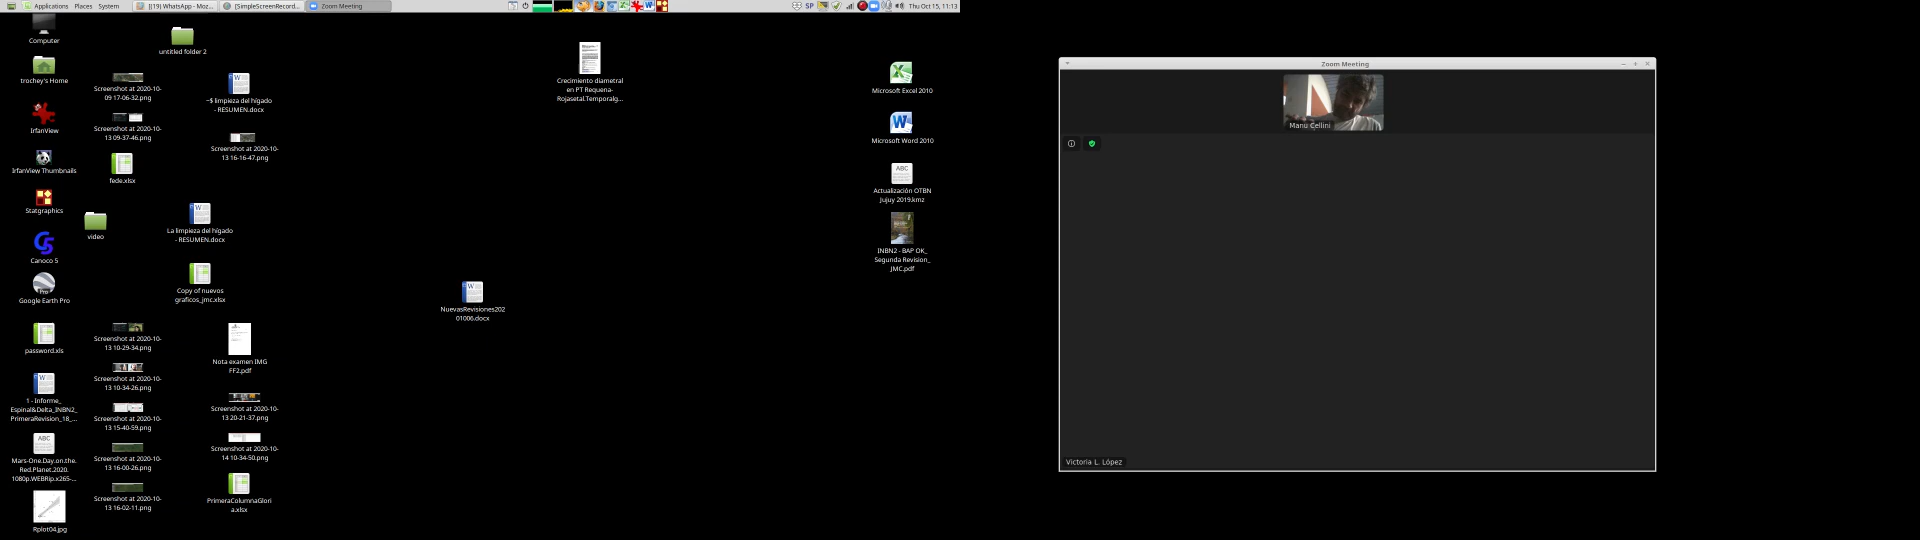 Applications Places System
[(19) WhatsApp - Moz...
[SimpleScreenRecord...
Zoom Meeting
SP
Thu Oct 15, 11:13
Computer
trochey's Home
IrfanView
IrfanView Thumbnails
Statgraphics
Canoco 5
Google Earth Pro
password.xls
1 - Informe_
Espinal&Delta_INBN2_
PrimeraRevision_18_...
ABC
Mars-One.Day.on.the.
Red.Planet.2020.
1080p.WEBRip.x265-...
Rplot04.jpg
untitled folder 2
Screenshot at 2020-10-
09 17-06-32.png
Screenshot at 2020-10-
13 09-37-46.png
fede.xlsx
video
Screenshot at 2020-10-
13 10-29-34.png
Screenshot at 2020-10-
13 10-34-26.png
Screenshot at 2020-10-
13 15-40-59.png
Screenshot at 2020-10-
13 16-00-26.png
Screenshot at 2020-10-
13 16-02-11.png
~$ limpieza del hígado
- RESUMEN.docx
Screenshot at 2020-10-
13 16-16-47.png
La limpieza del hígado
- RESUMEN.docx
Copy of nuevos
graficos_jmc.xlsx
Nota examen IMG
FF2.pdf
Screenshot at 2020-10-
13 20-21-37.png
Screenshot at 2020-10-
14 10-34-50.png
PrimeraColumnaGlori
a.xlsx
NuevasRevisiones202
01006.docx
Crecimiento diametral
en PT Requena-
Rojasetal.Temporalg...
Microsoft Excel 2010
Microsoft Word 2010
ABC
Actualización OTBN
Jujuy 2019.kmz
INBN2 - BAP OK_
Segunda Revision_
JMC.pdf
Zoom Meeting
Manu Cellini
Victoria L. López